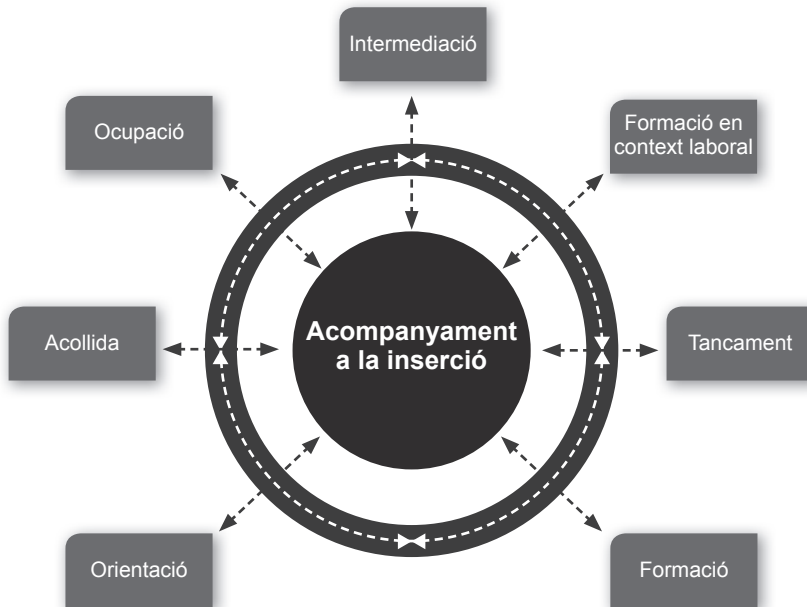 Intermediació
Ocupació
Formació en
context laboral
Acollida
Acompanyament
a la inserció
Tancament
Orientació
Formació